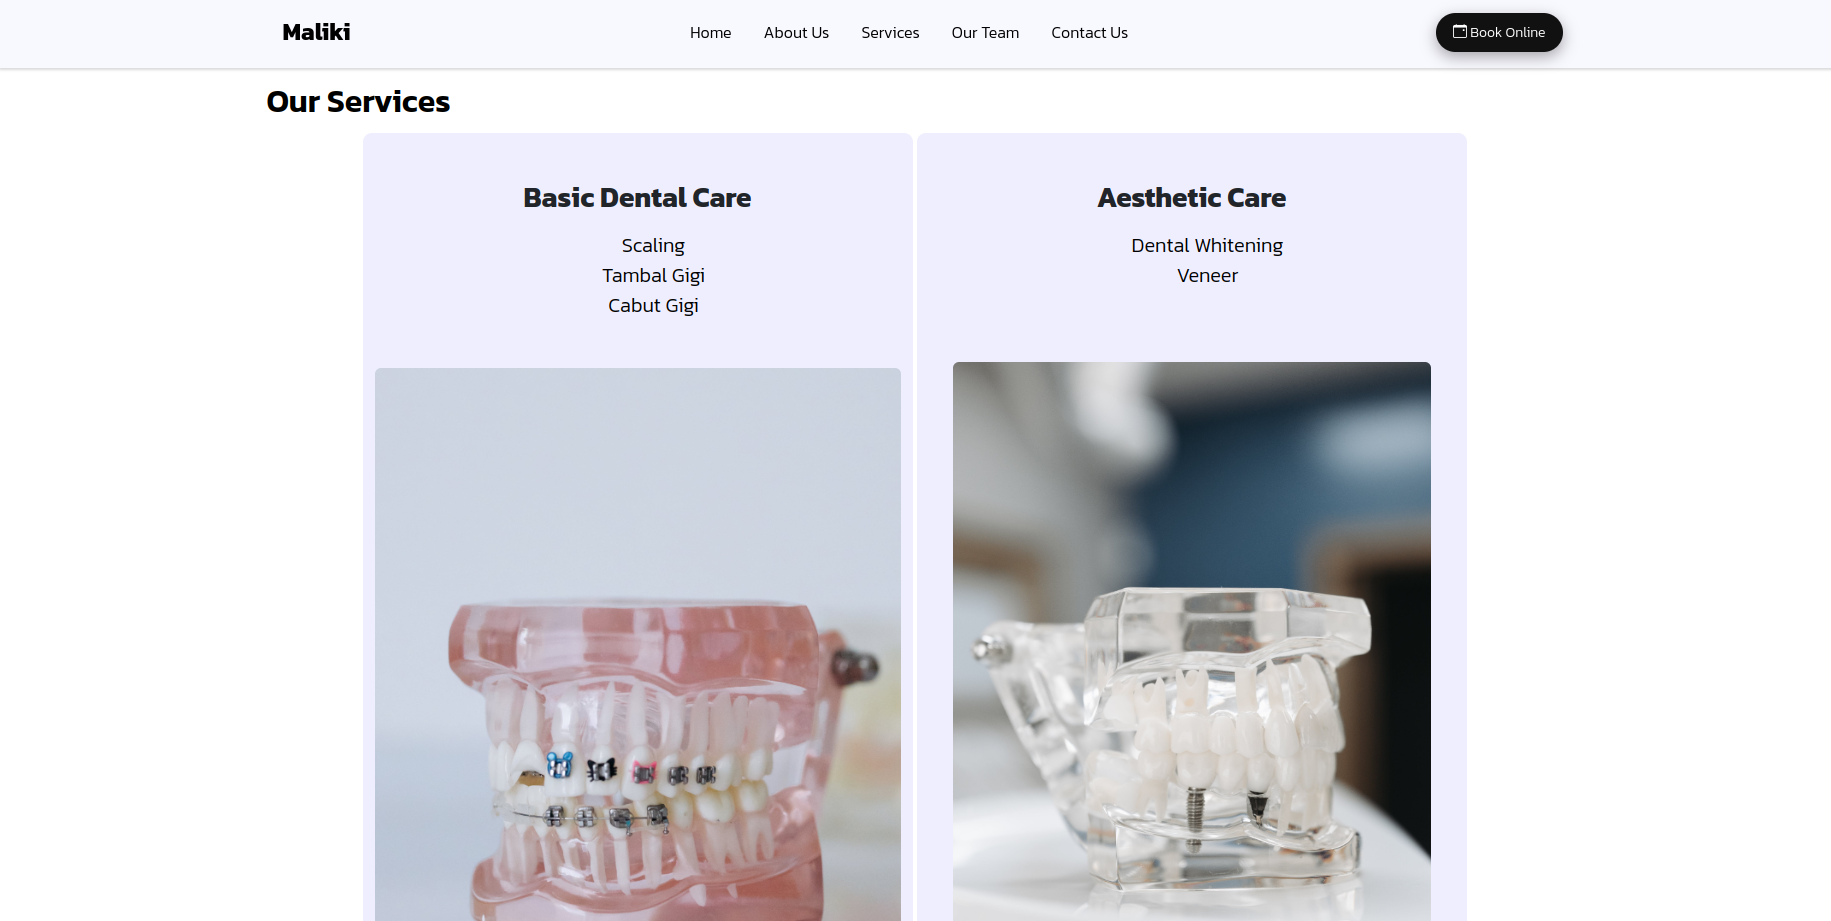 Maliki
Home
About Us
Services
Our Team
Contact Us
Book Online
Our Services
Basic Dental Care
Scaling
Tambal Gigi
Cabut Gigi
Aesthetic Care
Dental Whitening
Veneer